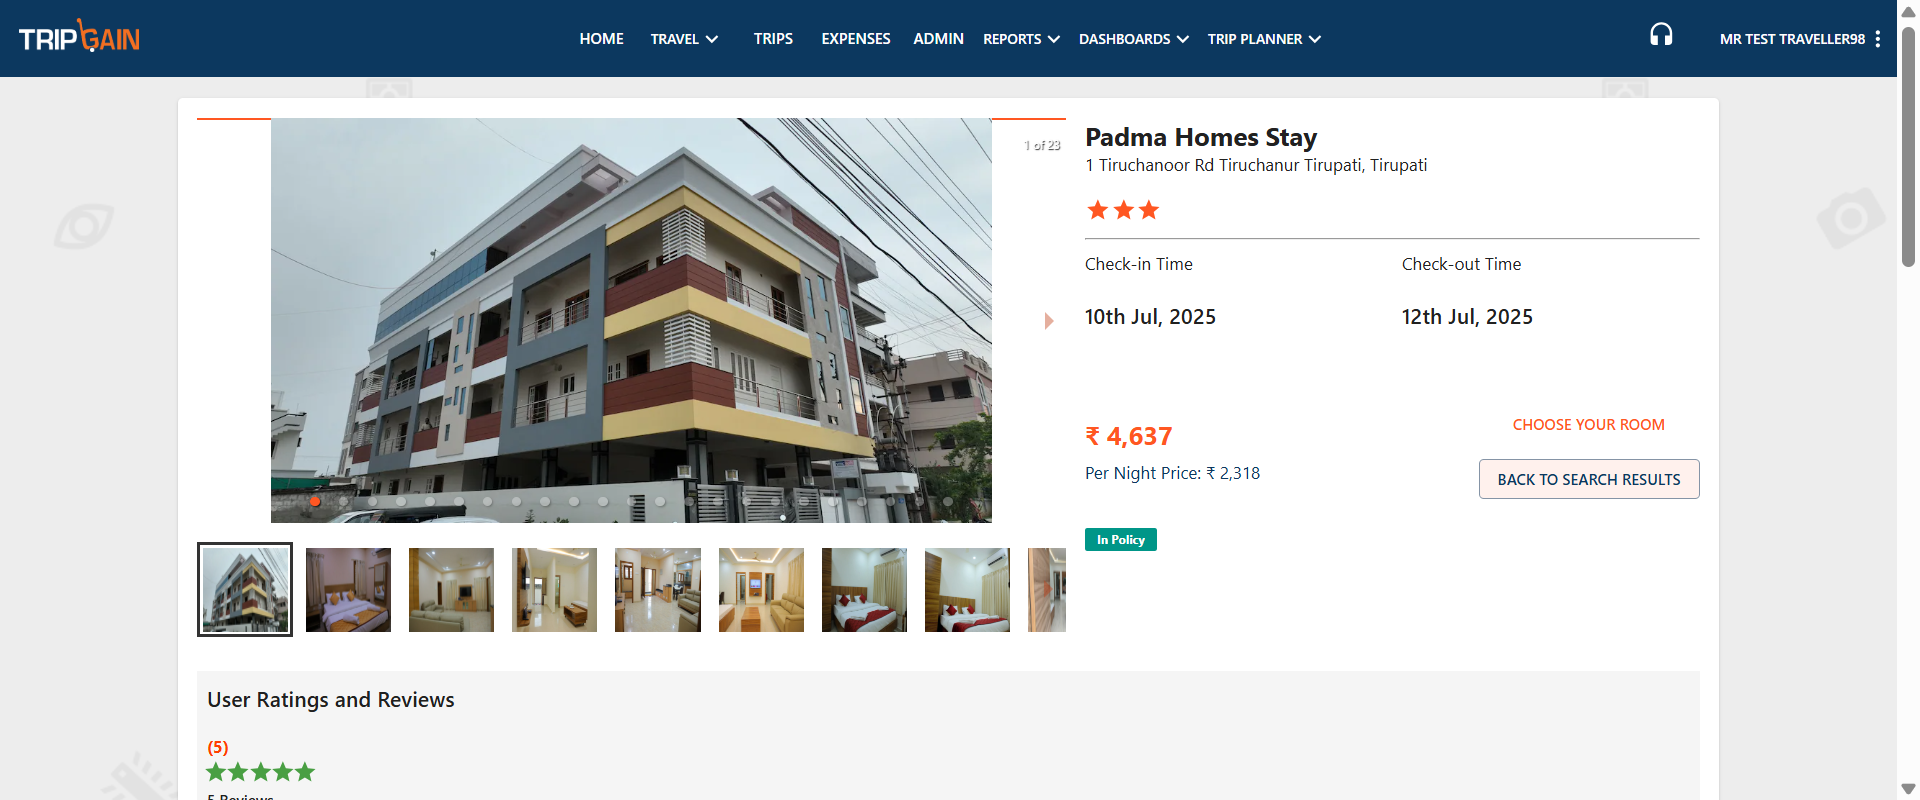 TRIPGAIN
HOME TRAVEL TRIPS EXPENSES ADMIN REPORTS DASHBOARDS TRIP PLANNER
MR TEST TRAVELLER98
1 of 23
Padma Homes Stay
1 Tiruchanoor Rd Tiruchanur Tirupati, Tirupati
Check-in Time
Check-out Time
10th Jul, 2025
12th Jul, 2025
₹ 4,637
Per Night Price: ₹ 2,318
CHOOSE YOUR ROOM
BACK TO SEARCH RESULTS
In Policy
User Ratings and Reviews
(5)
5 Reviews